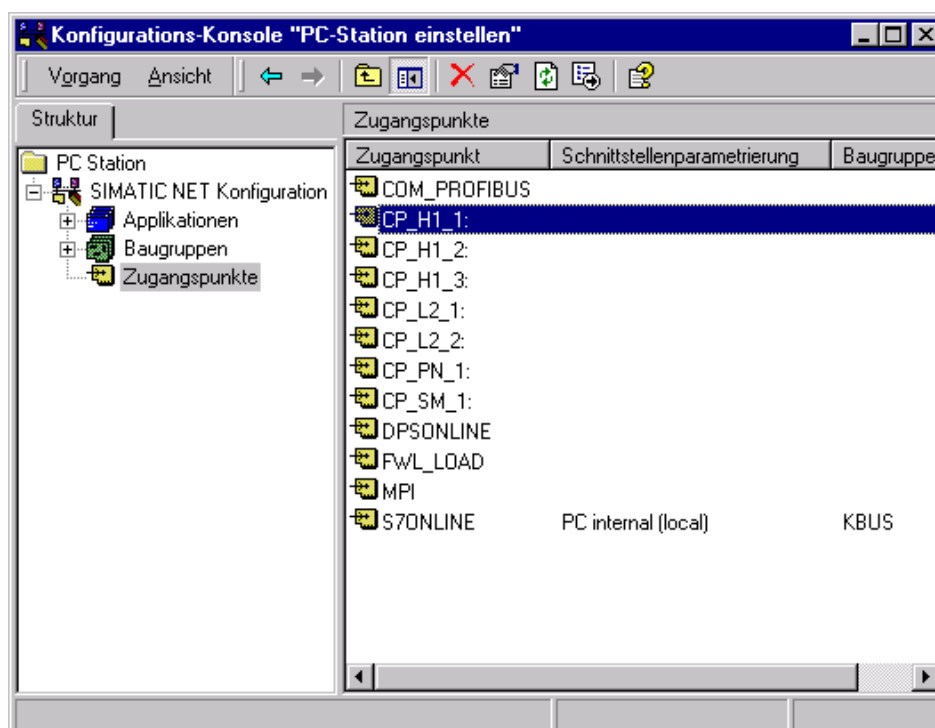 Konfigurations-Konsole "PC-Station einstellen"
Vorgang Ansicht
Struktur
Zugangspunkte
PC Station
SIMATIC NET Konfiguration
Applikationen
Baugruppen
Zugangspunkte
Zugangspunkt Schnittstellenparametrierung Baugruppe
COM_PROFIBUS
CP_H1_1:
CP_H1_2:
CP_H1_3:
CP_L2_1:
CP_L2_2:
CP_PN_1:
CP_SM_1:
DPSONLINE
FWL_LOAD
MPI
S7ONLINE PC internal (local) KBUS